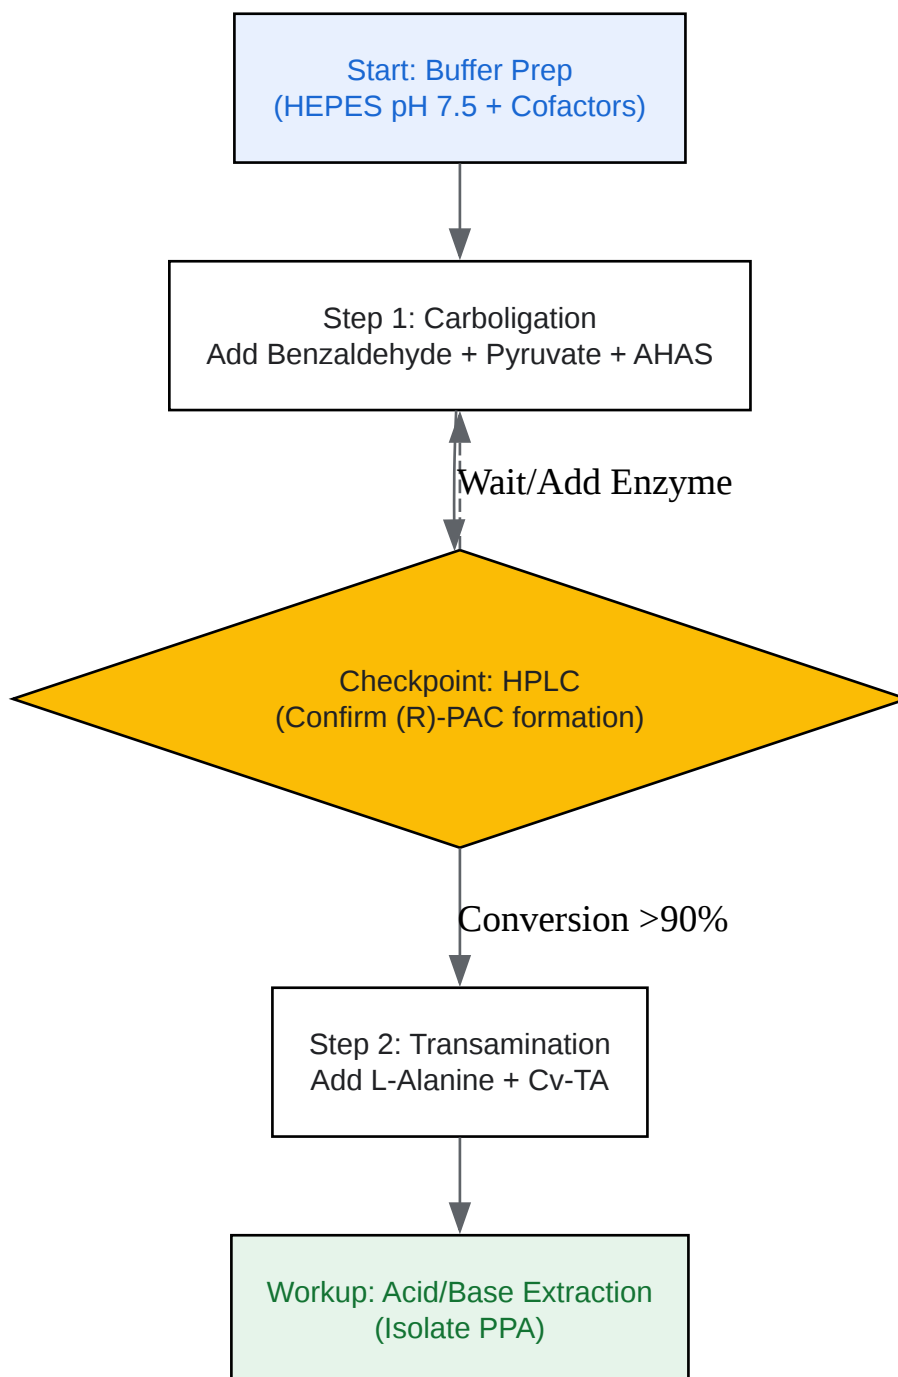 Start: Buffer Prep
(HEPES pH 7.5 + Cofactors)
Step 1: Carboligation
Add Benzaldehyde + Pyruvate + AHAS
Wait/Add Enzyme
Checkpoint: HPLC
(Confirm (R)-PAC formation)
Conversion >90%
Step 2: Transamination
Add L-Alanine + Cv-TA
Workup: Acid/Base Extraction
(Isolate PPA)